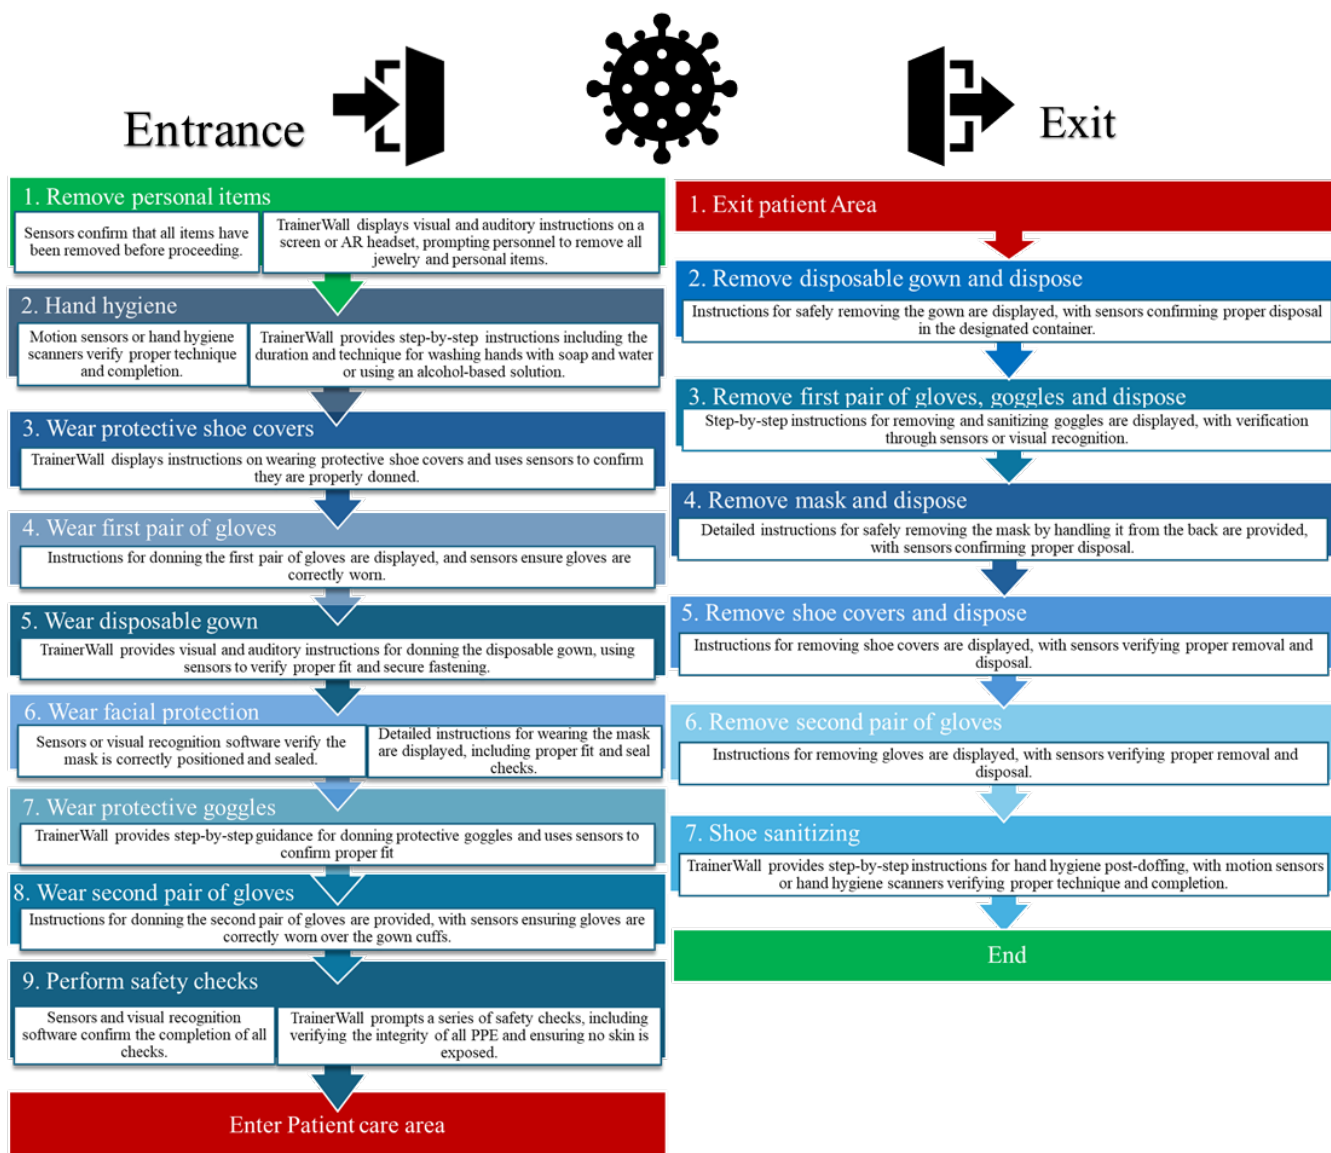 Entrance
Exit
1. Remove personal items
Sensors confirm that all items have
been removed before proceeding.
TrainerWall displays visual and auditory instructions on a
screen or AR headset, prompting personnel to remove all
jewelry and personal items.
2. Hand hygiene
Motion sensors or hand hygiene
scanners verify proper technique
and completion.
TrainerWall provides step-by-step instructions including the
duration and technique for washing hands with soap and water
or using an alcohol-based solution.
3. Wear protective shoe covers
TrainerWall displays instructions on wearing protective shoe covers and uses sensors to confirm
they are properly donned.
4. Wear first pair of gloves
Instructions for donning the first pair of gloves are displayed, and sensors ensure gloves are
correctly worn.
5. Wear disposable gown
TrainerWall provides visual and auditory instructions for donning the disposable gown, using
sensors to verify proper fit and secure fastening.
6. Wear facial protection
Sensors or visual recognition software verify the
mask is correctly positioned and sealed.
Detailed instructions for wearing the mask
are displayed, including proper fit and seal
checks.
7. Wear protective goggles
TrainerWall provides step-by-step guidance for donning protective goggles and uses sensors to
confirm proper fit
8. Wear second pair of gloves
Instructions for donning the second pair of gloves are provided, with sensors ensuring gloves are
correctly worn over the gown cuffs.
9. Perform safety checks
Sensors and visual recognition
software confirm the completion of all
checks.
TrainerWall prompts a series of safety checks, including
verifying the integrity of all PPE and ensuring no skin is
exposed.
Enter Patient care area
1. Exit patient Area
2. Remove disposable gown and dispose
Instructions for safely removing the gown are displayed, with sensors confirming proper disposal
in the designated container.
3. Remove first pair of gloves, goggles and dispose
Step-by-step instructions for removing and sanitizing goggles are displayed, with verification
through sensors or visual recognition.
4. Remove mask and dispose
Detailed instructions for safely removing the mask by handling it from the back are provided,
with sensors confirming proper disposal.
5. Remove shoe covers and dispose
Instructions for removing shoe covers are displayed, with sensors verifying proper removal and
disposal.
6. Remove second pair of gloves
Instructions for removing gloves are displayed, with sensors verifying proper removal and
disposal.
7. Shoe sanitizing
TrainerWall provides step-by-step instructions for hand hygiene post-doffing, with motion sensors
or hand hygiene scanners verifying proper technique and completion.
End